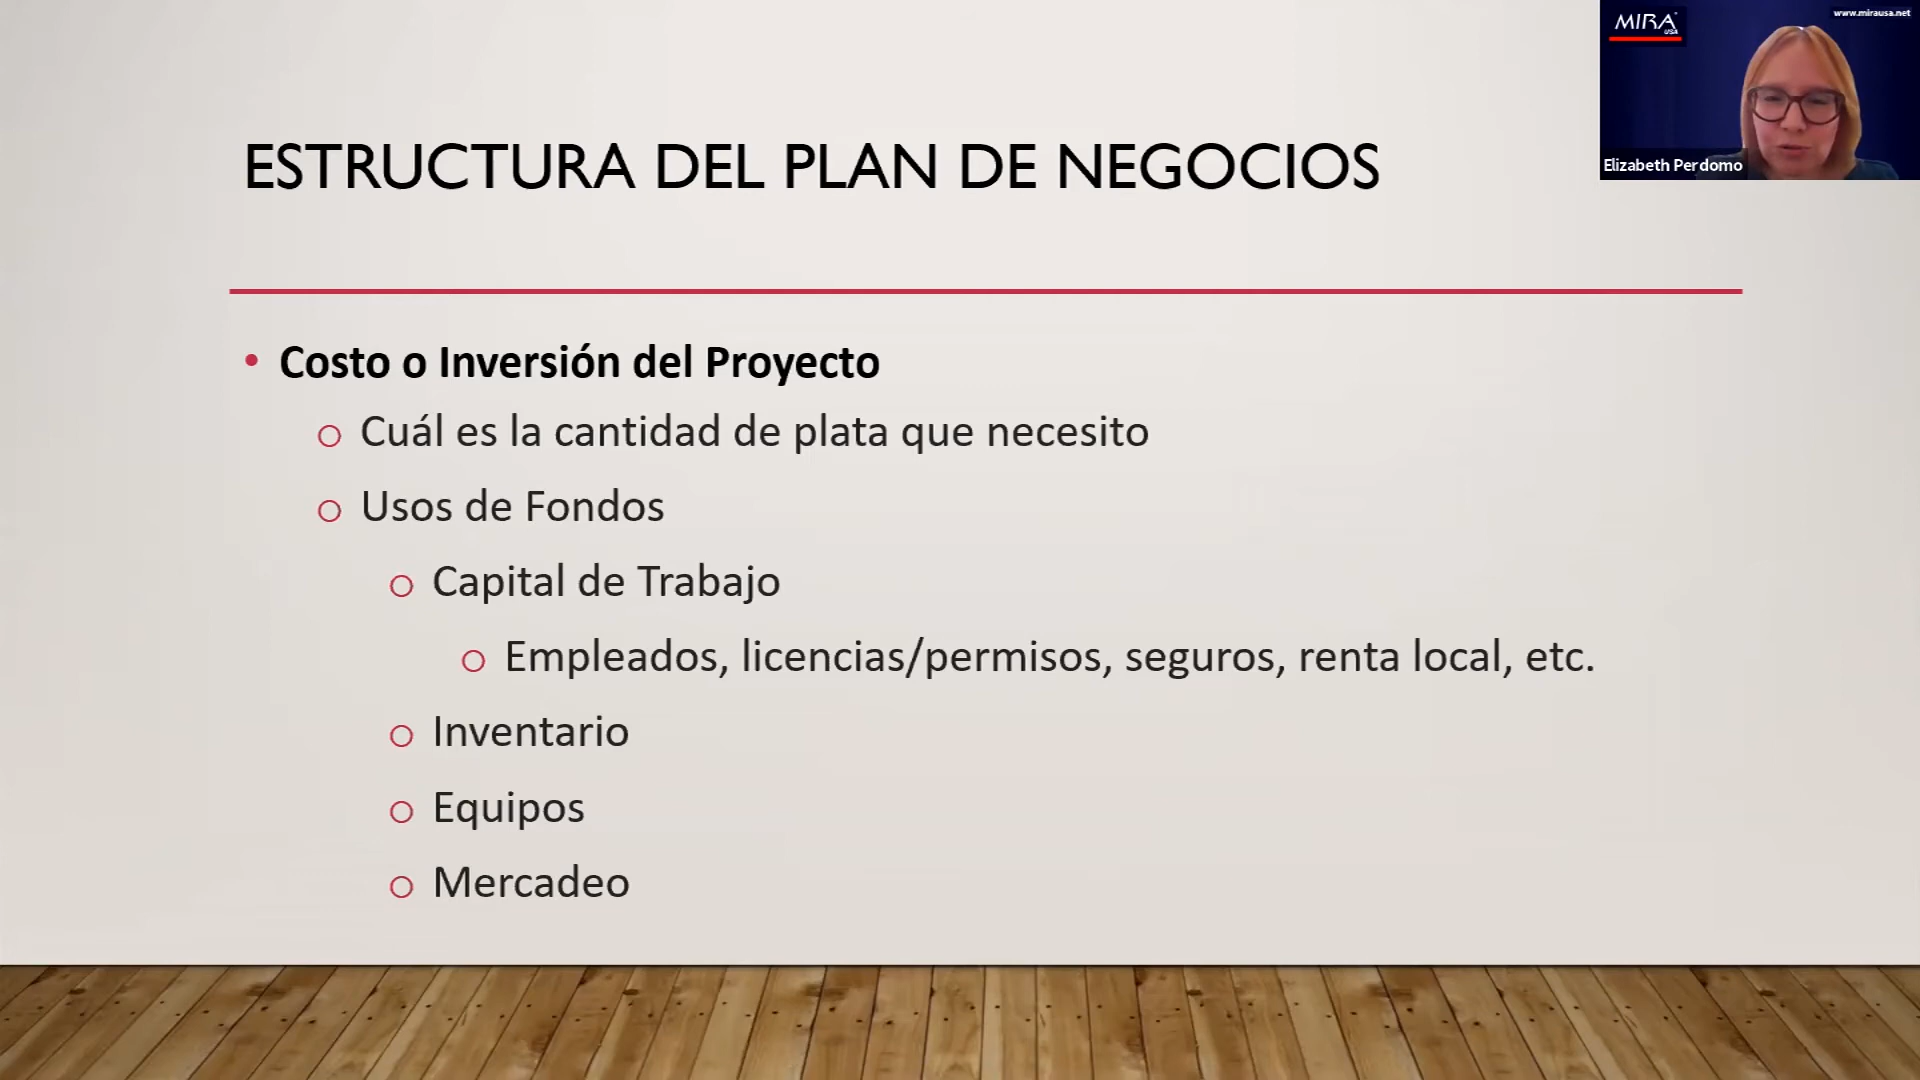 MIRA
USA
www.mirausa.net
Elizabeth Perdomo
ESTRUCTURA DEL PLAN DE NEGOCIOS
• Costo o Inversión del Proyecto
o Cuál es la cantidad de plata que necesito
o Usos de Fondos
o Capital de Trabajo
o Empleados, licencias/permisos, seguros, renta local, etc.
o Inventario
o Equipos
o Mercadeo